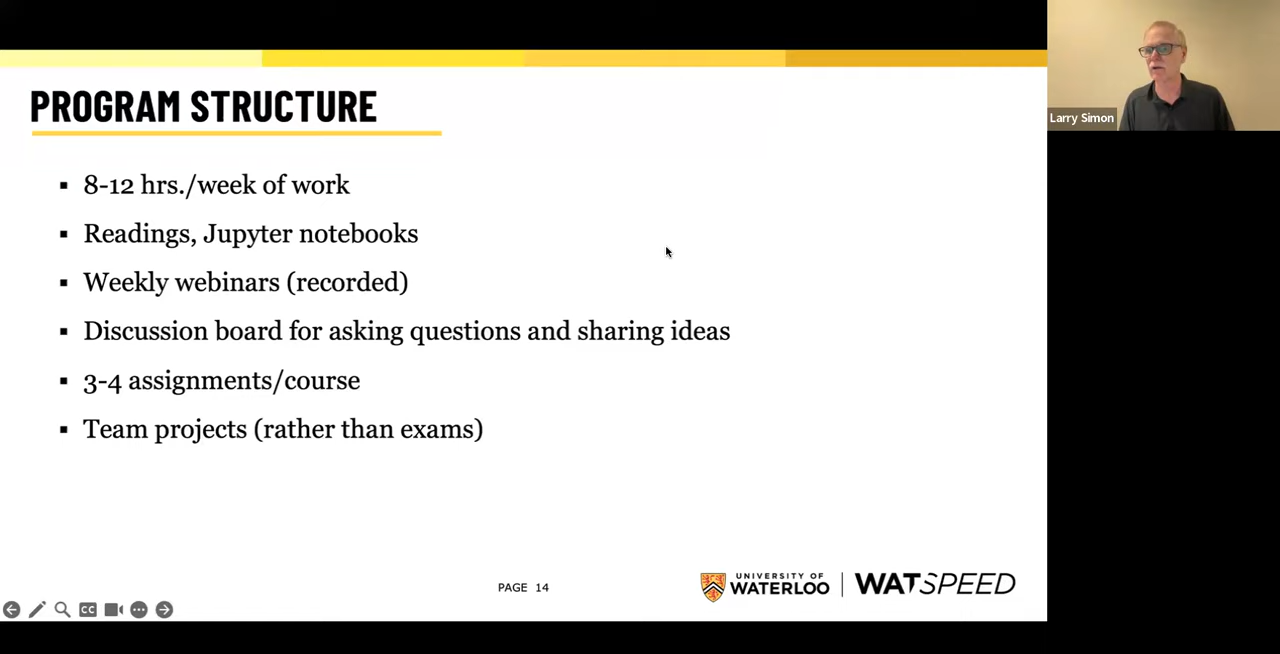 PROGRAM STRUCTURE
▪ 8-12 hrs./week of work
▪ Readings, Jupyter notebooks
▪ Weekly webinars (recorded)
▪ Discussion board for asking questions and sharing ideas
▪ 3-4 assignments/course
▪ Team projects (rather than exams)
Larry Simon
PAGE 14
UNIVERSITY OF
WATERLOO
WATSPEED
CC